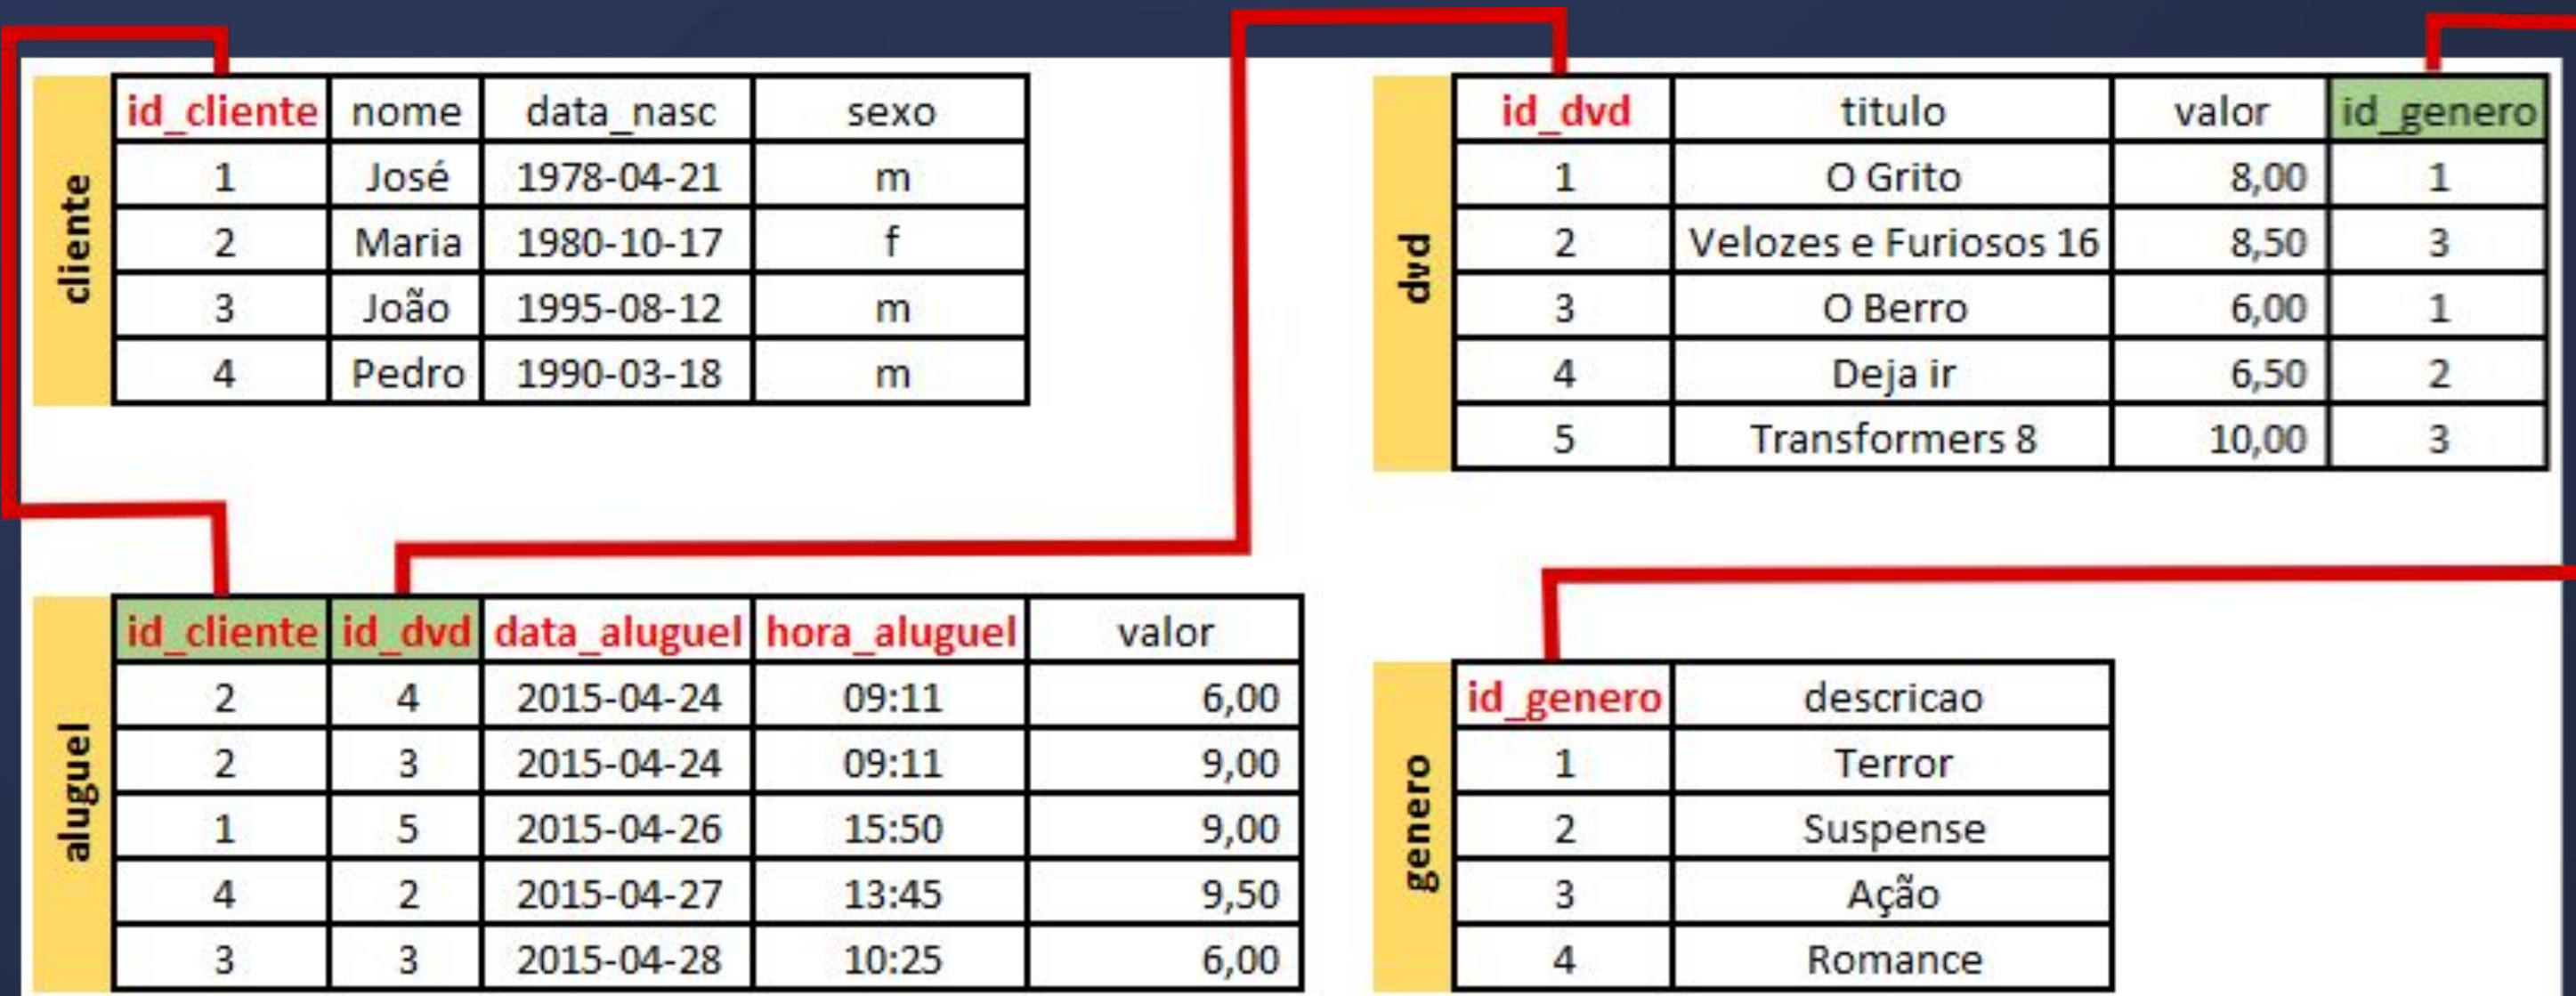 cliente
id_cliente nome data_nasc sexo
1 José 1978-04-21 m
2 Maria 1980-10-17 f
3 João 1995-08-12 m
4 Pedro 1990-03-18 m
dvd
id_dvd titulo valor id_genero
1 O Grito 8,00 1
2 Velozes e Furiosos 16 8,50 3
3 O Berro 6,00 1
4 Deja ir 6,50 2
5 Transformers 8 10,00 3
aluguel
id_cliente id_dvd data_aluguel hora_aluguel valor
2 4 2015-04-24 09:11 6,00
2 3 2015-04-24 09:11 9,00
1 5 2015-04-26 15:50 9,00
4 2 2015-04-27 13:45 9,50
3 3 2015-04-28 10:25 6,00
genero
id_genero descricao
1 Terror
2 Suspense
3 Ação
4 Romance